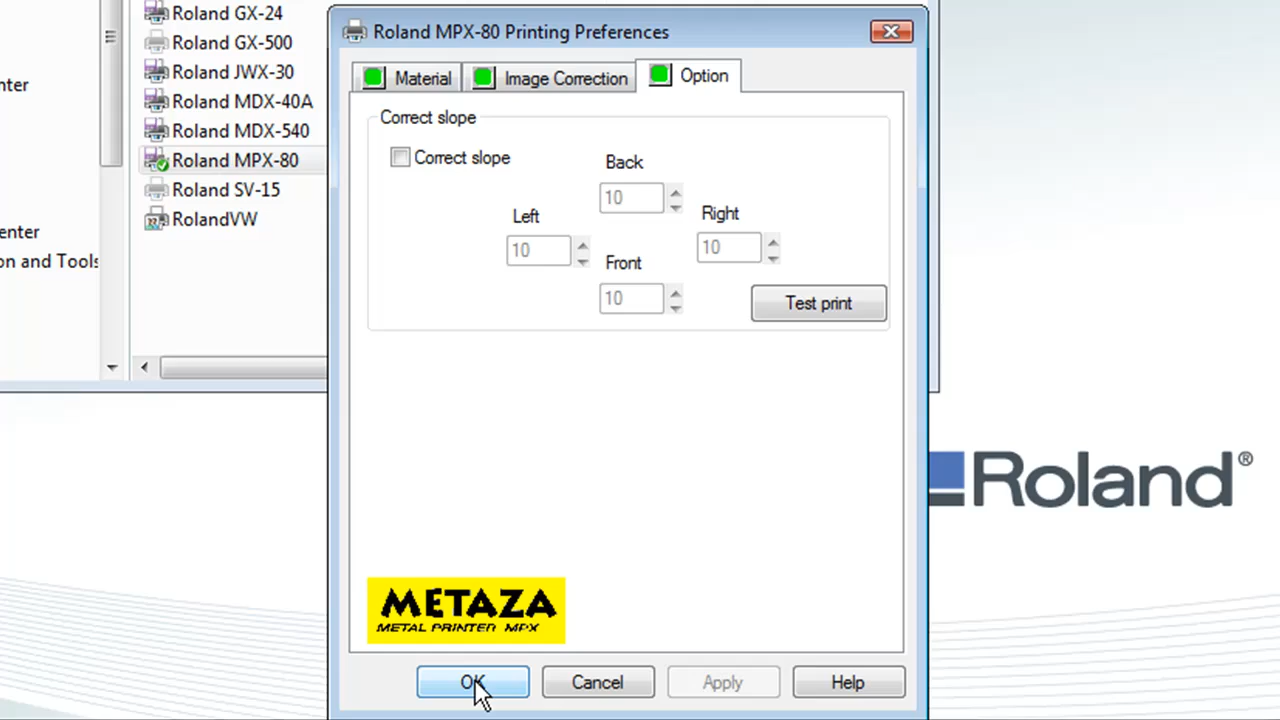 Roland GX-24
Roland GX-500
Roland JWX-30
Roland MDX-40A
Roland MDX-540
Roland MPX-80
Roland SV-15
RolandVW
nter
enter
on and Tools
Roland MPX-80 Printing Preferences
Material
Image Correction
Option
Correct slope
Correct slope
Back
10
Left
Right
10
10
Front
10
Test print
METAZA
METAL PRINTER MPX
OK
Cancel
Apply
Help
Roland®